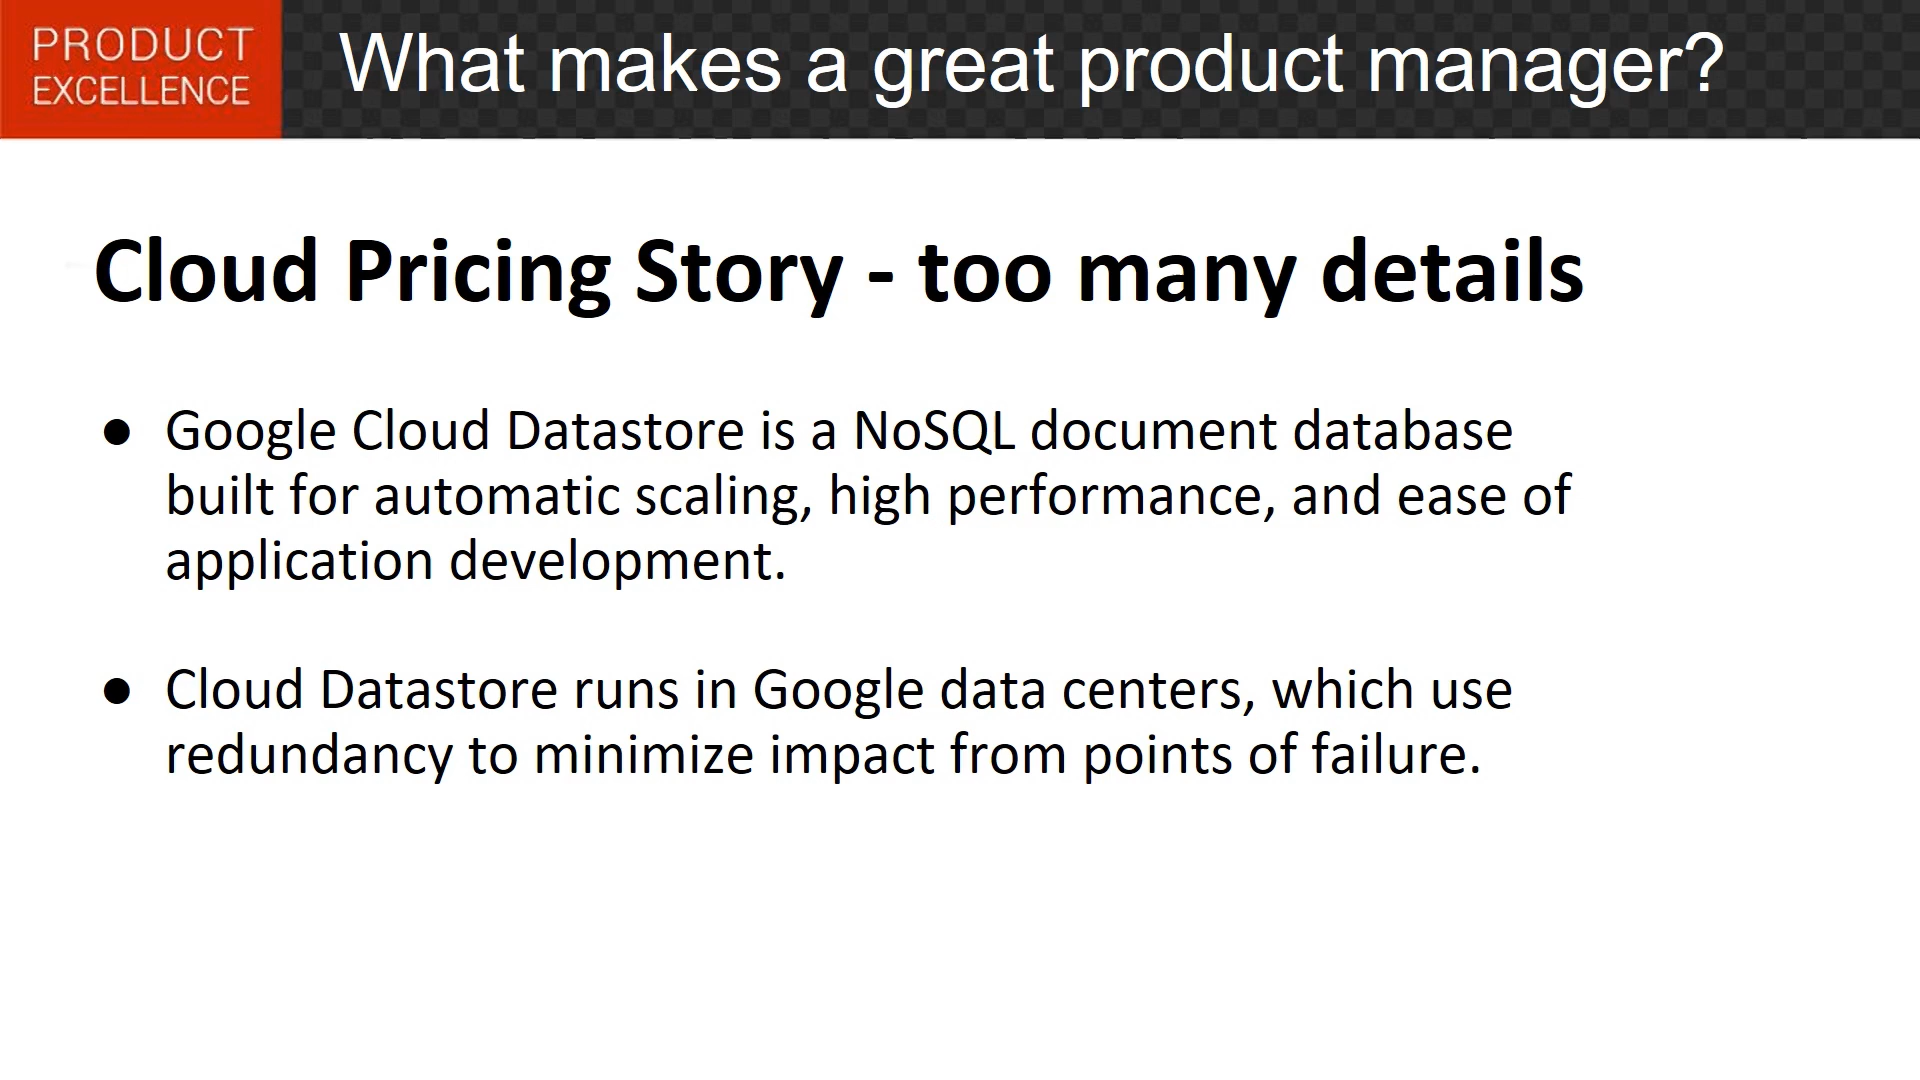 PRODUCT
EXCELLENCE
What makes a great product manager?
Cloud Pricing Story - too many details
● Google Cloud Datastore is a NoSQL document database
built for automatic scaling, high performance, and ease of
application development.
● Cloud Datastore runs in Google data centers, which use
redundancy to minimize impact from points of failure.